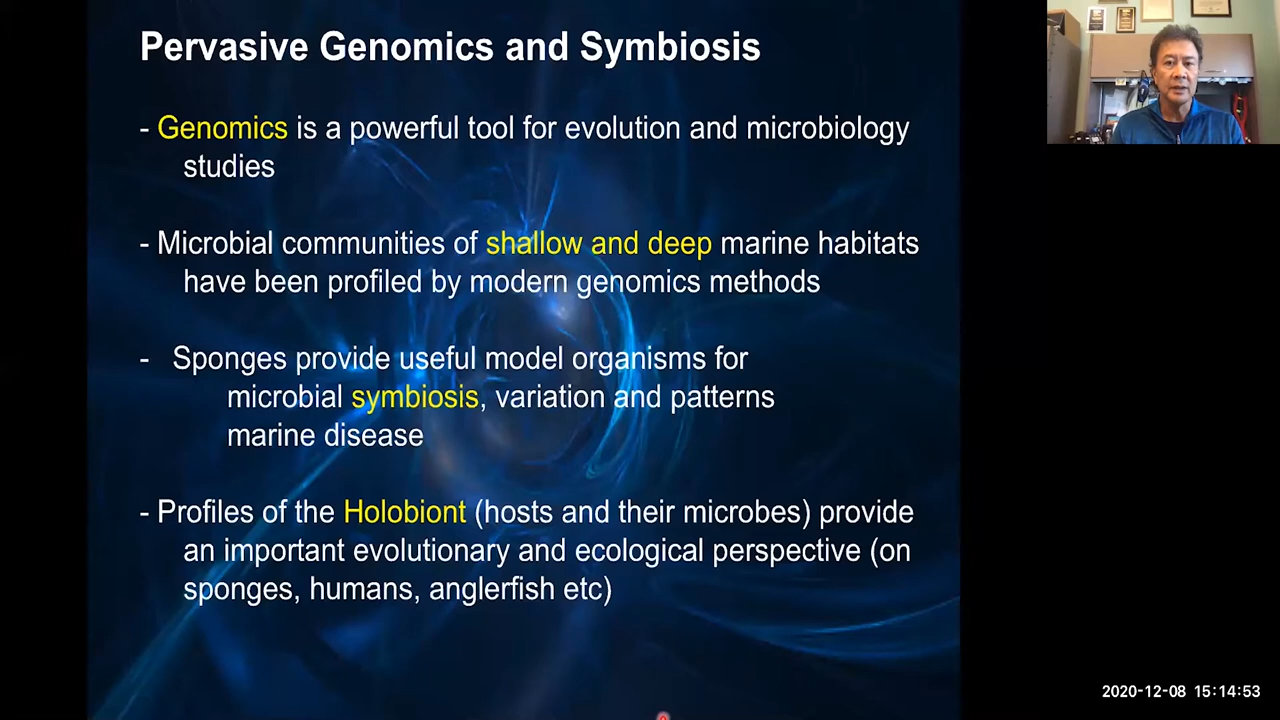 Pervasive Genomics and Symbiosis
- Genomics is a powerful tool for evolution and microbiology
studies
- Microbial communities of shallow and deep marine habitats
have been profiled by modern genomics methods
- Sponges provide useful model organisms for
microbial symbiosis, variation and patterns
marine disease
- Profiles of the Holobiont (hosts and their microbes) provide
an important evolutionary and ecological perspective (on
sponges, humans, anglerfish etc)
2020-12-08 15:14:53